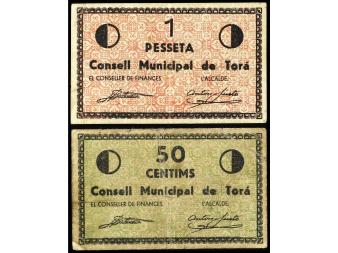 1
PESSETA
Consell Municipal de Torá
EL CONSELLER DE FINANCES, L'ALCALDE,
50
CENTIMS
Consell Municipal de Torá
EL CONSELLER DE FINANCES, L'ALCALDE,